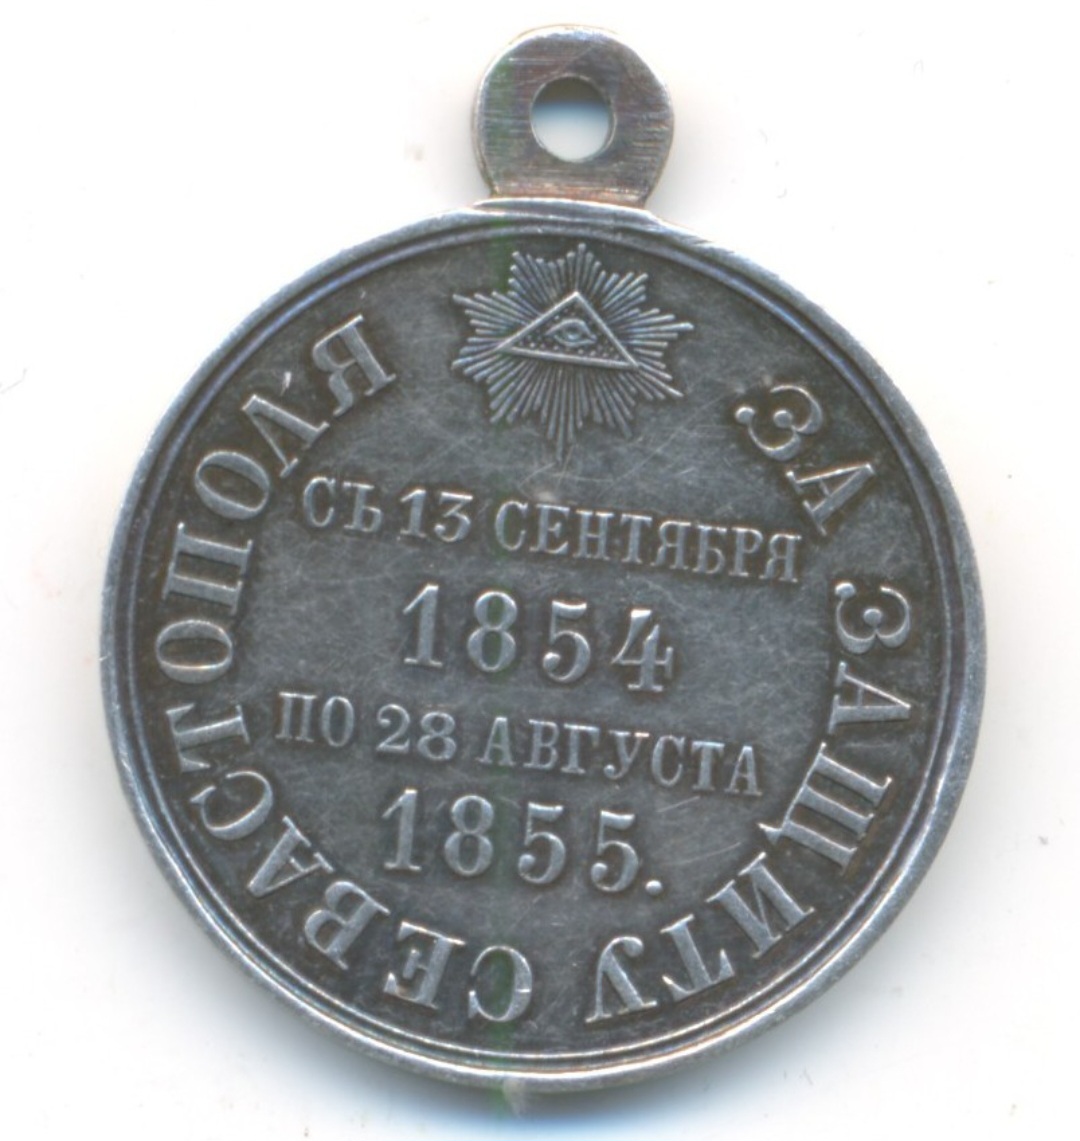 ЗА ЗАЩИТУ СЕВАСТОПОЛЯ
СЪ 13 СЕНТЯБРЯ
1854
ПО 28 АВГУСТА
1855.